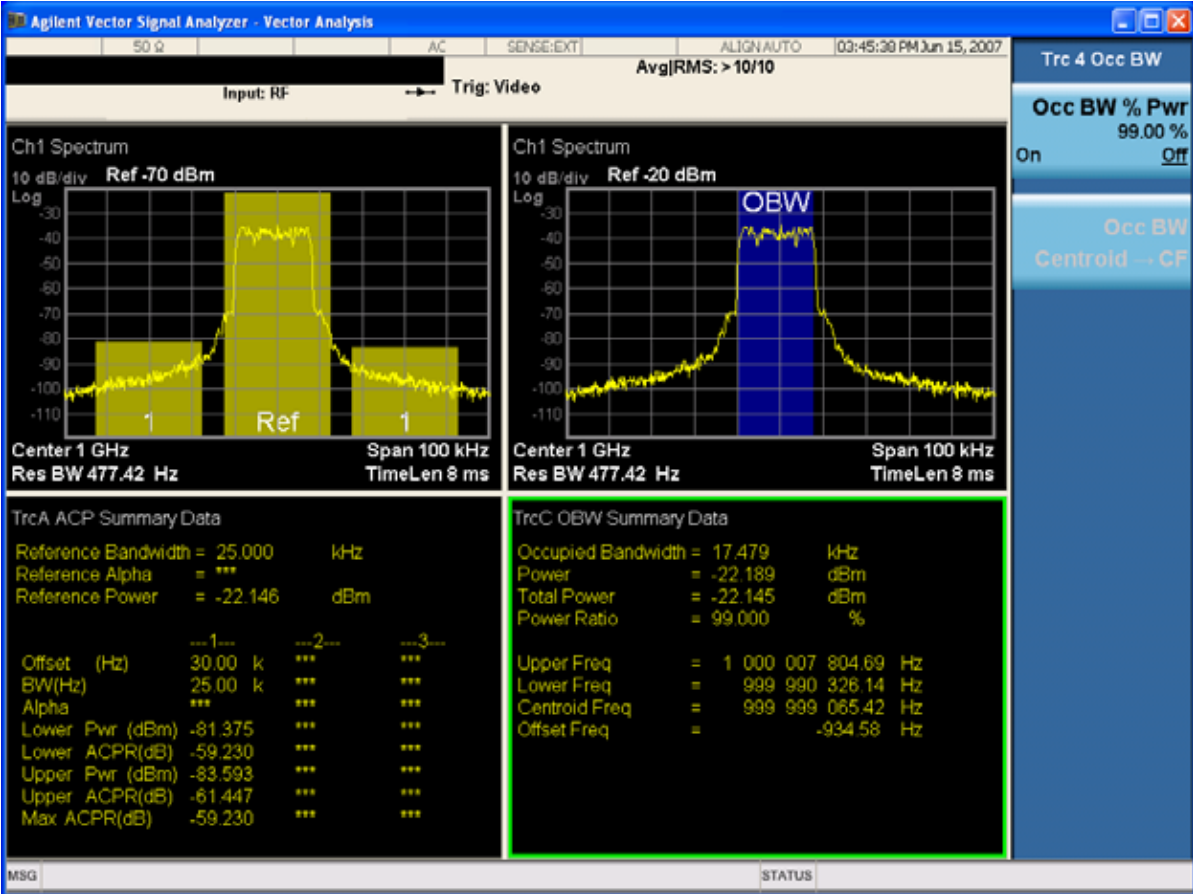 Agilent Vector Signal Analyzer - Vector Analysis
50 Ω AC SENSE:EXT ALIGNAUTO 03:45:38 PM Jun 15, 2007
Avg|RMS: >10/10
Input: RF Trig: Video
Trc 4 Occ BW
Occ BW % Pwr
99.00 %
On Off
Occ BW
Centroid → CF
Ch1 Spectrum
10 dB/div Ref -70 dBm
Log
-30
-40
-50
-60
-70
-80
-90
-100
-110
1 Ref 1
Center 1 GHz Span 100 kHz
Res BW 477.42 Hz TimeLen 8 ms
Ch1 Spectrum
10 dB/div Ref -20 dBm
Log
OBW
-30
-40
-50
-60
-70
-80
-90
-100
-110
Center 1 GHz Span 100 kHz
Res BW 477.42 Hz TimeLen 8 ms
TrcA ACP Summary Data
Reference Bandwidth = 25.000 kHz
Reference Alpha = ***
Reference Power = -22.146 dBm
---1--- ---2--- ---3---
Offset (Hz) 30.00 k *** ***
BW(Hz) 25.00 k *** ***
Alpha *** *** ***
Lower Pwr (dBm) -81.375 *** ***
Lower ACPR(dB) -59.230 *** ***
Upper Pwr (dBm) -83.593 *** ***
Upper ACPR(dB) -61.447 *** ***
Max ACPR(dB) -59.230 *** ***
TrcC OBW Summary Data
Occupied Bandwidth = 17.479 kHz
Power = -22.189 dBm
Total Power = -22.145 dBm
Power Ratio = 99.000 %
Upper Freq = 1 000 007 804.69 Hz
Lower Freq = 999 990 326.14 Hz
Centroid Freq = 999 999 065.42 Hz
Offset Freq = -934.58 Hz
MSG STATUS